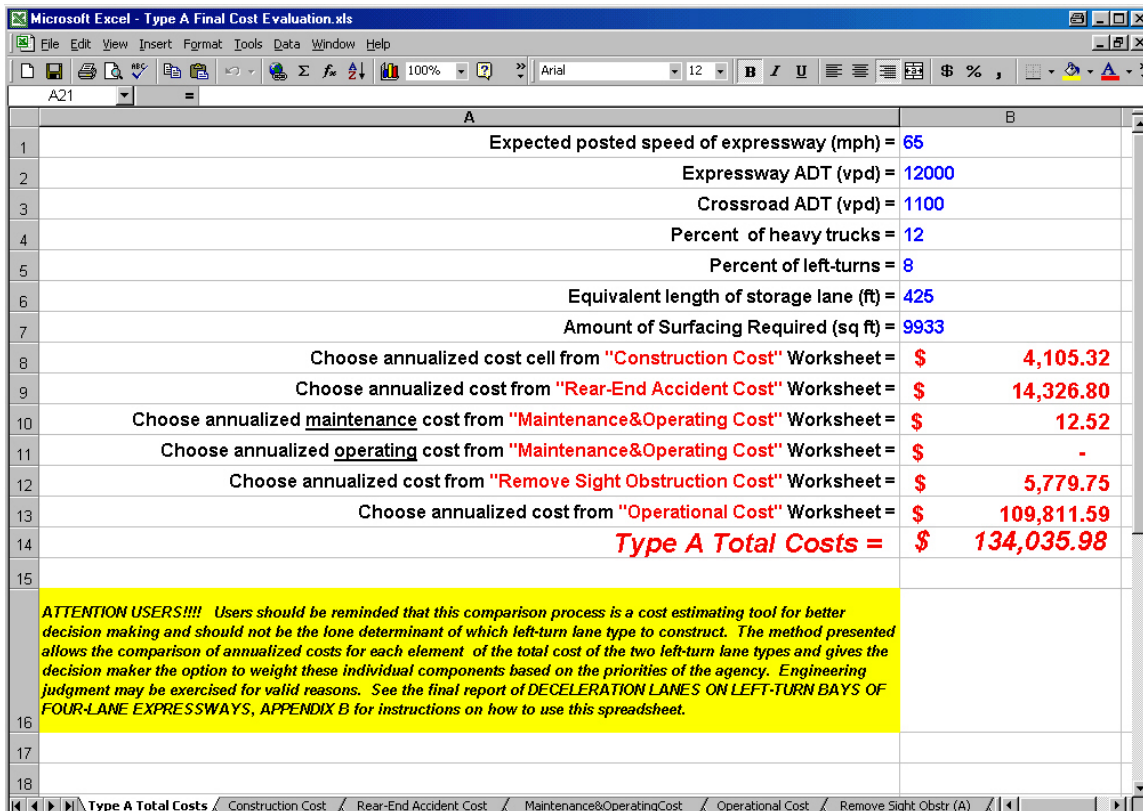 Microsoft Excel - Type A Final Cost Evaluation.xls
File Edit View Insert Format Tools Data Window Help
100% Arial 12 B I U $ % ,
A21 =
A B
1 Expected posted speed of expressway (mph) = 65
2 Expressway ADT (vpd) = 12000
3 Crossroad ADT (vpd) = 1100
4 Percent of heavy trucks = 12
5 Percent of left-turns = 8
6 Equivalent length of storage lane (ft) = 425
7 Amount of Surfacing Required (sq ft) = 9933
8 Choose annualized cost cell from "Construction Cost" Worksheet = $ 4,105.32
9 Choose annualized cost from "Rear-End Accident Cost" Worksheet = $ 14,326.80
10 Choose annualized maintenance cost from "Maintenance&Operating Cost" Worksheet = $ 12.52
11 Choose annualized operating cost from "Maintenance&Operating Cost" Worksheet = $ -
12 Choose annualized cost from "Remove Sight Obstruction Cost" Worksheet = $ 5,779.75
13 Choose annualized cost from "Operational Cost" Worksheet = $ 109,811.59
14 Type A Total Costs = $ 134,035.98
15
ATTENTION USERS!!!! Users should be reminded that this comparison process is a cost estimating tool for better
decision making and should not be the lone determinant of which left-turn lane type to construct. The method presented
allows the comparison of annualized costs for each element of the total cost of the two left-turn lane types and gives the
decision maker the option to weight these individual components based on the priorities of the agency. Engineering
judgment may be exercised for valid reasons. See the final report of DECELERATION LANES ON LEFT-TURN BAYS OF
16 FOUR-LANE EXPRESSWAYS, APPENDIX B for instructions on how to use this spreadsheet.
17
18
Type A Total Costs / Construction Cost / Rear-End Accident Cost / Maintenance&OperatingCost / Operational Cost / Remove Sight Obstr (A)